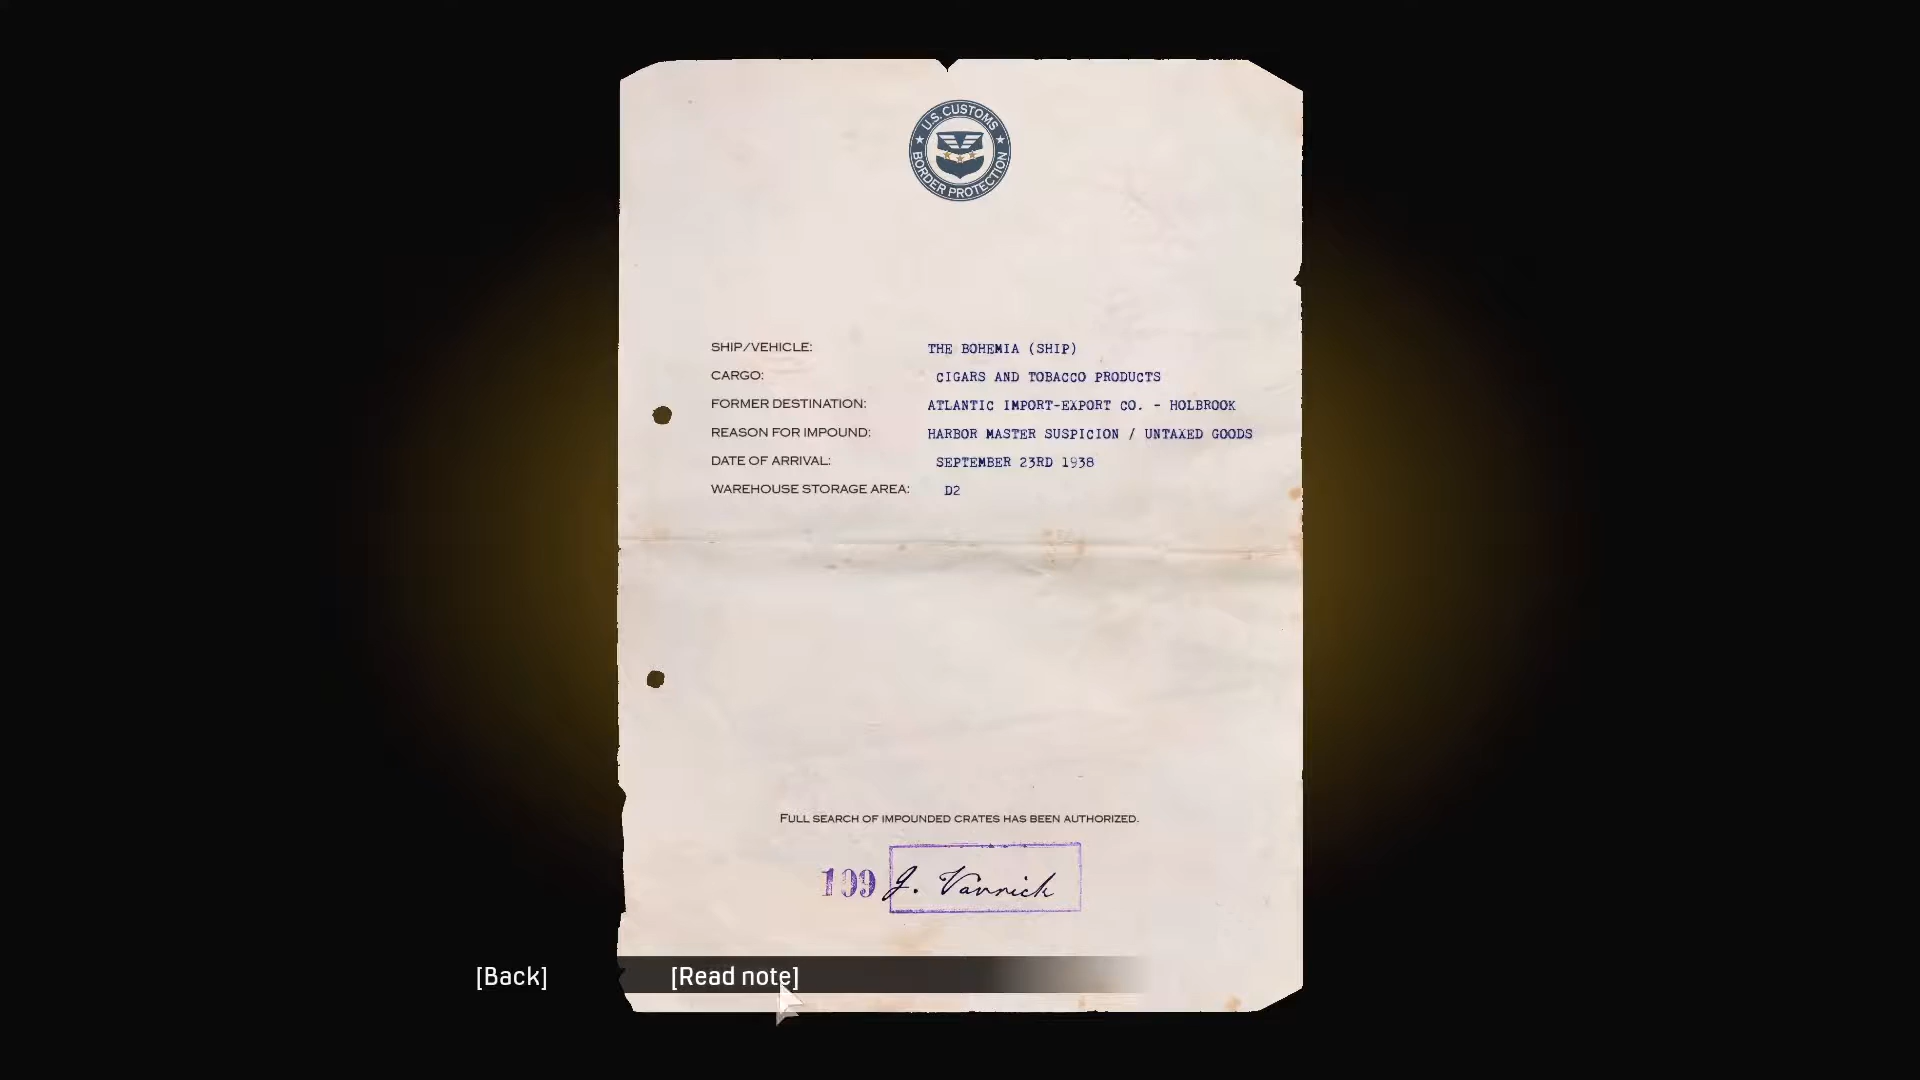 U.S. CUSTOMS
BORDER PROTECTION
SHIP/VEHICLE: THE BOHEMIA (SHIP)
CARGO: CIGARS AND TOBACCO PRODUCTS
FORMER DESTINATION: ATLANTIC IMPORT-EXPORT CO. - HOLBROOK
REASON FOR IMPOUND: HARBOR MASTER SUSPICION / UNTAXED GOODS
DATE OF ARRIVAL: SEPTEMBER 23RD 1938
WAREHOUSE STORAGE AREA: D2
FULL SEARCH OF IMPOUNDED CRATES HAS BEEN AUTHORIZED.
199 J. Vanrick
[Back] [Read note]